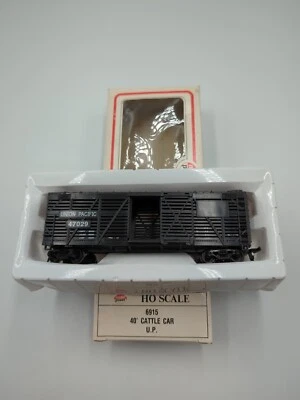 UNION PACIFIC
47029
HO SCALE
6915
40' CATTLE CAR
U.P.